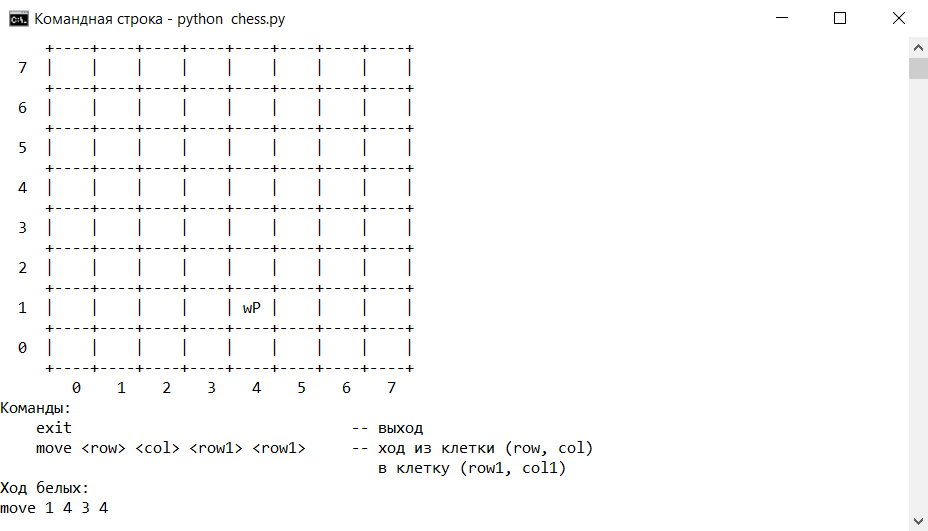 Командная строка - python  chess.py
     +----+----+----+----+----+----+----+----+
  7  |    |    |    |    |    |    |    |    |
     +----+----+----+----+----+----+----+----+
  6  |    |    |    |    |    |    |    |    |
     +----+----+----+----+----+----+----+----+
  5  |    |    |    |    |    |    |    |    |
     +----+----+----+----+----+----+----+----+
  4  |    |    |    |    |    |    |    |    |
     +----+----+----+----+----+----+----+----+
  3  |    |    |    |    |    |    |    |    |
     +----+----+----+----+----+----+----+----+
  2  |    |    |    |    |    |    |    |    |
     +----+----+----+----+----+----+----+----+
  1  |    |    |    |    | wP |    |    |    |
     +----+----+----+----+----+----+----+----+
  0  |    |    |    |    |    |    |    |    |
     +----+----+----+----+----+----+----+----+
        0    1    2    3    4    5    6    7
Команды:
    exit                               -- выход
    move <row> <col> <row1> <row1>     -- ход из клетки (row, col)
                                          в клетку (row1, col1)
Ход белых:
move 1 4 3 4